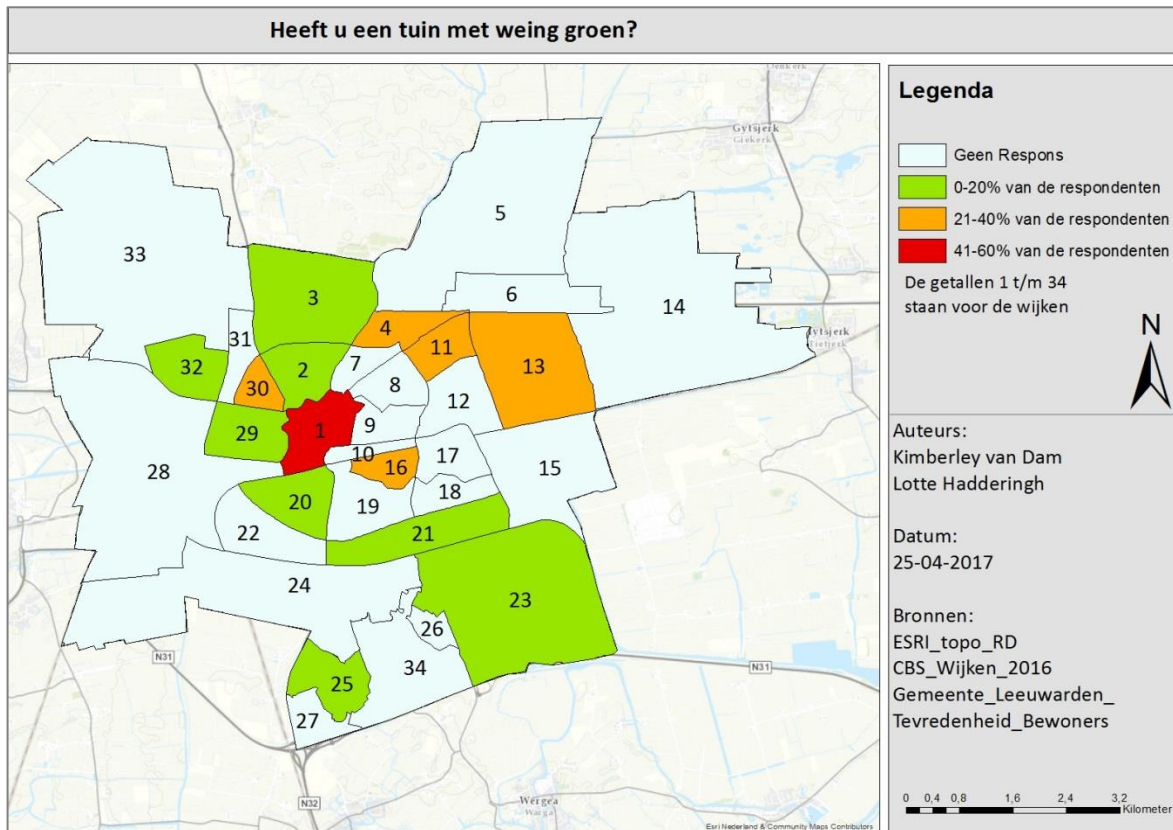 Heeft u een tuin met weing groen?
Gytsjerk
Giekerk
5
33
6
14
3
4
31
11
7
32
2
13
30
8
12
1
9
29
10
17
28
16
15
18
20
19
21
22
24
23
26
25
34
27
N31
N31
N32
Wergea
Warga
Esri Nederland & Community Maps Contributors
Legenda
Geen Respons
0-20% van de respondenten
21-40% van de respondenten
41-60% van de respondenten
De getallen 1 t/m 34
staan voor de wijken
N
Auteurs:
Kimberley van Dam
Lotte Hadderingh
Datum:
25-04-2017
Bronnen:
ESRI_topo_RD
CBS_Wijken_2016
Gemeente_Leeuwarden_
Tevredenheid_Bewoners
0 0,4 0,8 1,6 2,4 3,2
Kilometer